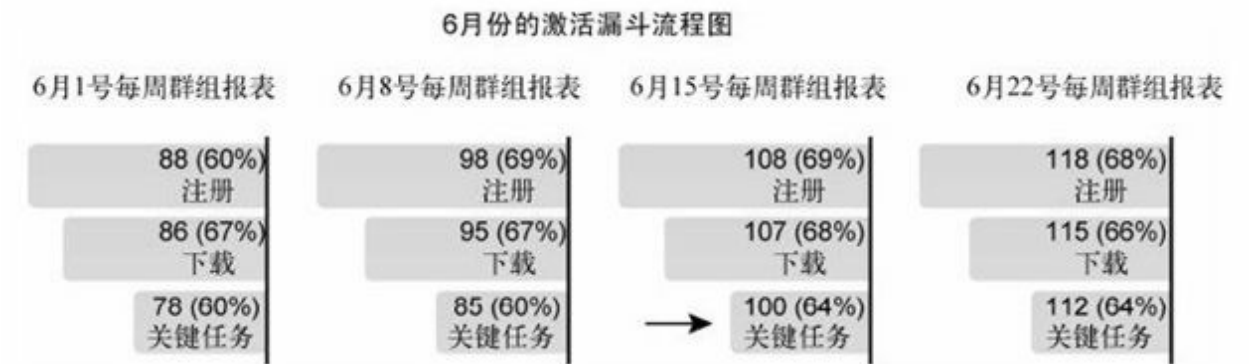 6月份的激活漏斗流程图
6月1号每周群组报表
6月8号每周群组报表
6月15号每周群组报表
6月22号每周群组报表
88 (60%)
注册
86 (67%)
下载
78 (60%)
关键任务
98 (69%)
注册
95 (67%)
下载
85 (60%)
关键任务
108 (69%)
注册
107 (68%)
下载
100 (64%)
关键任务
118 (68%)
注册
115 (66%)
下载
112 (64%)
关键任务